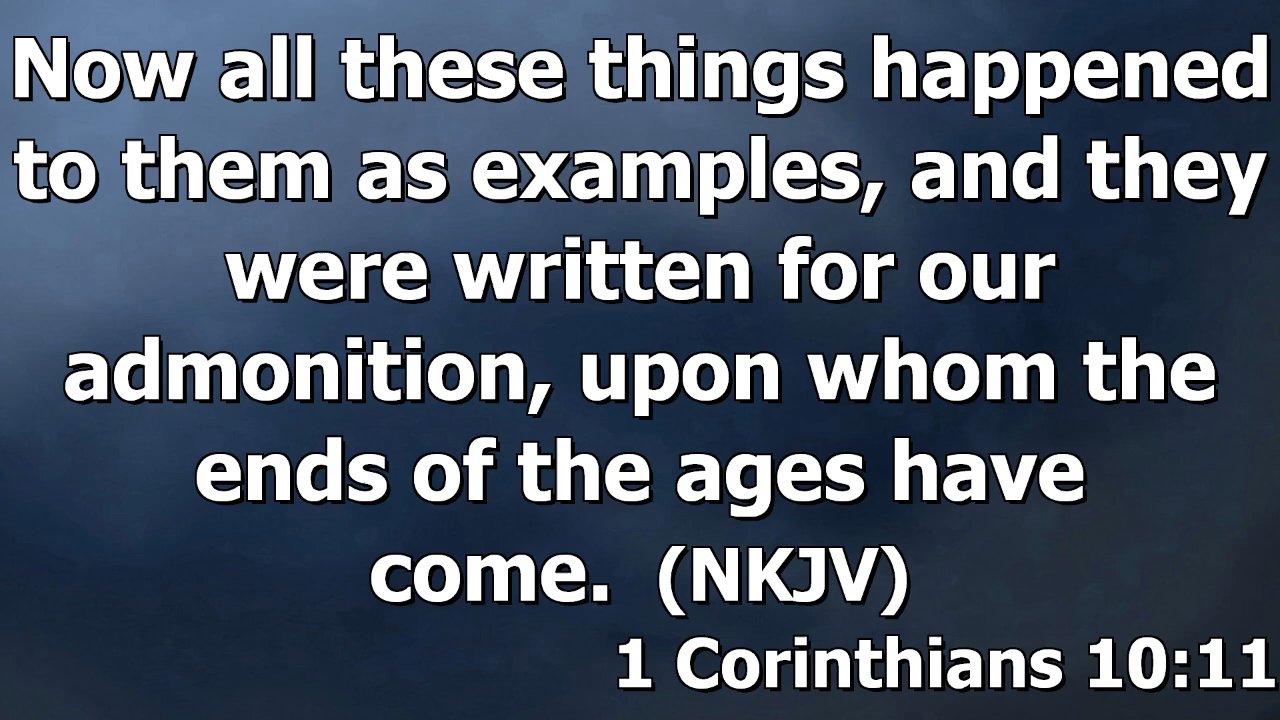 Now all these things happened
to them as examples, and they
were written for our
admonition, upon whom the
ends of the ages have
come.  (NKJV)
1 Corinthians 10:11